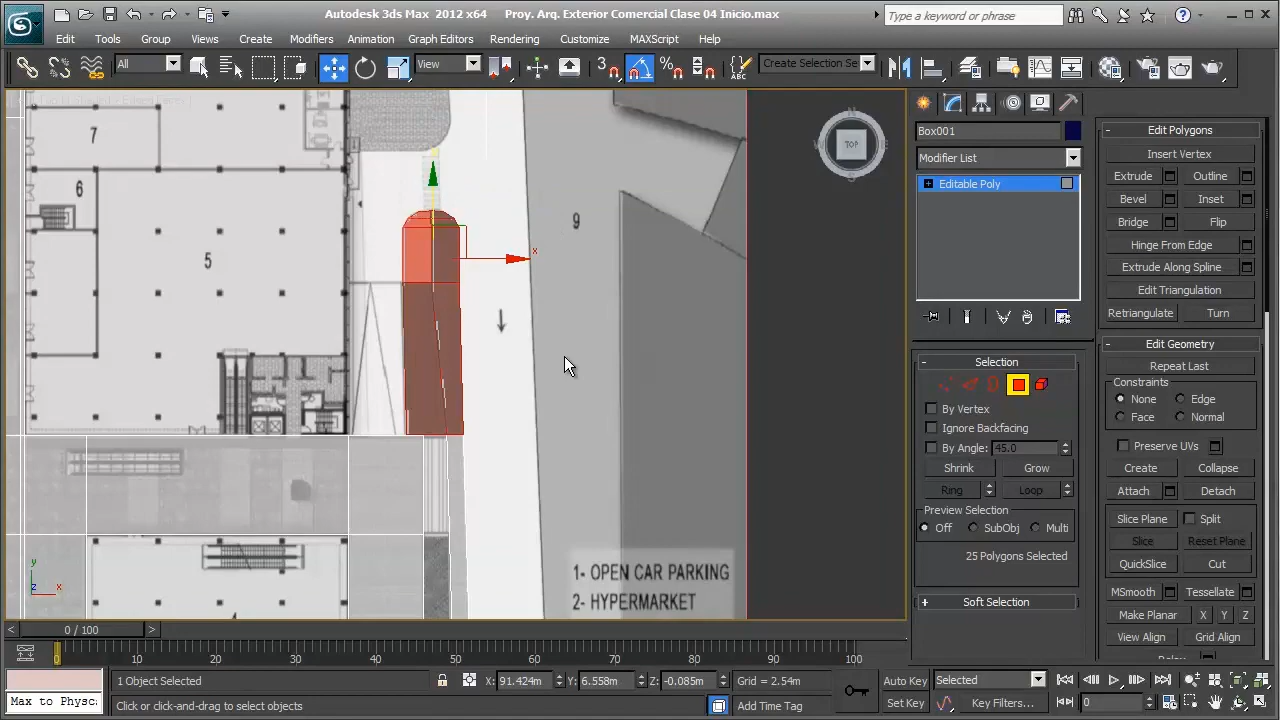 Autodesk 3ds Max 2012 x64 Proy. Arq. Exterior Comercial Clase 04 Inicio.max
Type a keyword or phrase
Edit Tools Group Views Create Modifiers Animation Graph Editors Rendering Customize MAXScript Help
All View Create Selection Se
7
6
5
9
TOP
x
1- OPEN CAR PARKING
2- HYPERMARKET
y
z
x
Box001
Modifier List
Editable Poly
Selection
By Vertex
Ignore Backfacing
By Angle: 45.0
Shrink Grow
Ring Loop
Preview Selection
Off SubObj Multi
25 Polygons Selected
Soft Selection
Edit Polygons
Insert Vertex
Extrude Outline
Bevel Inset
Bridge Flip
Hinge From Edge
Extrude Along Spline
Edit Triangulation
Retriangulate Turn
Edit Geometry
Repeat Last
Constraints
None Edge
Face Normal
Preserve UVs
Create Collapse
Attach Detach
Slice Plane Split
Slice Reset Plane
QuickSlice Cut
MSmooth Tessellate
Make Planar X Y Z
View Align Grid Align
0 / 100
0 10 20 30 40 50 60 70 80 90 100
1 Object Selected X: 91.424m Y: 6.558m Z: -0.085m Grid = 2.54m Auto Key Selected
Max to Physc: Click or click-and-drag to select objects Add Time Tag Set Key Key Filters... 0